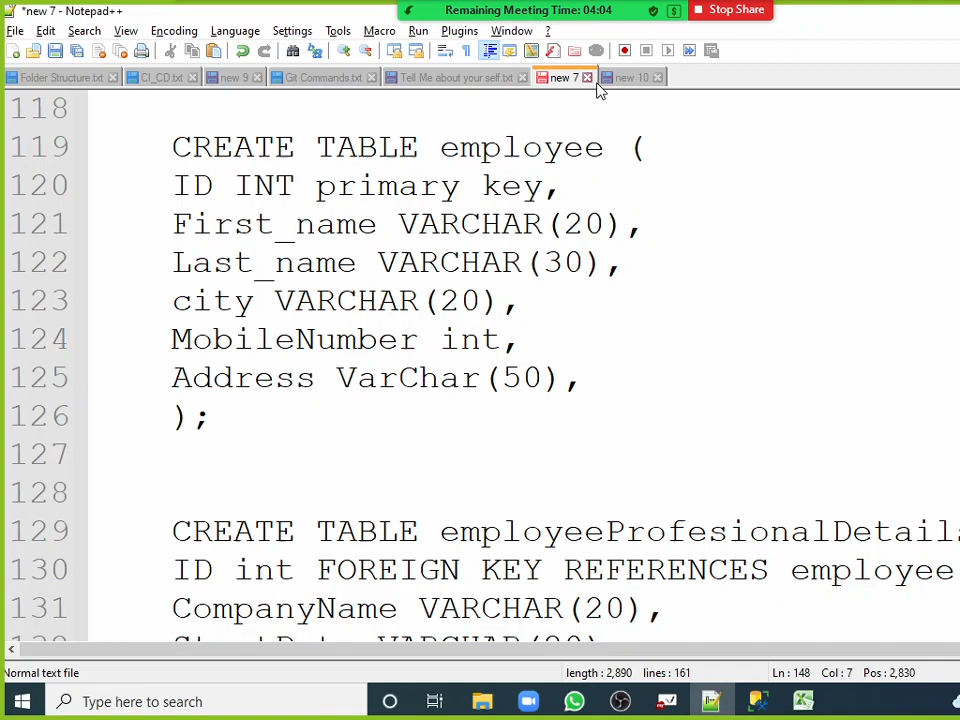 *new 7 - Notepad++
Remaining Meeting Time: 04:04
Stop Share
File Edit Search View Encoding Language Settings Tools Macro Run Plugins Window ?
Folder Structure.txt CI_CD.txt new 9 Git Commands.txt Tell Me about your self.txt new 7 new 10
118
119 CREATE TABLE employee (
120 ID INT primary key,
121 First_name VARCHAR(20),
122 Last_name VARCHAR(30),
123 city VARCHAR(20),
124 MobileNumber int,
125 Address VarChar(50),
126 );
127
128
129 CREATE TABLE employeeProfesionalDetails
130 ID int FOREIGN KEY REFERENCES employee
131 CompanyName VARCHAR(20),
Normal text file length : 2,890 lines : 161 Ln : 148 Col : 7 Pos : 2,830
Type here to search